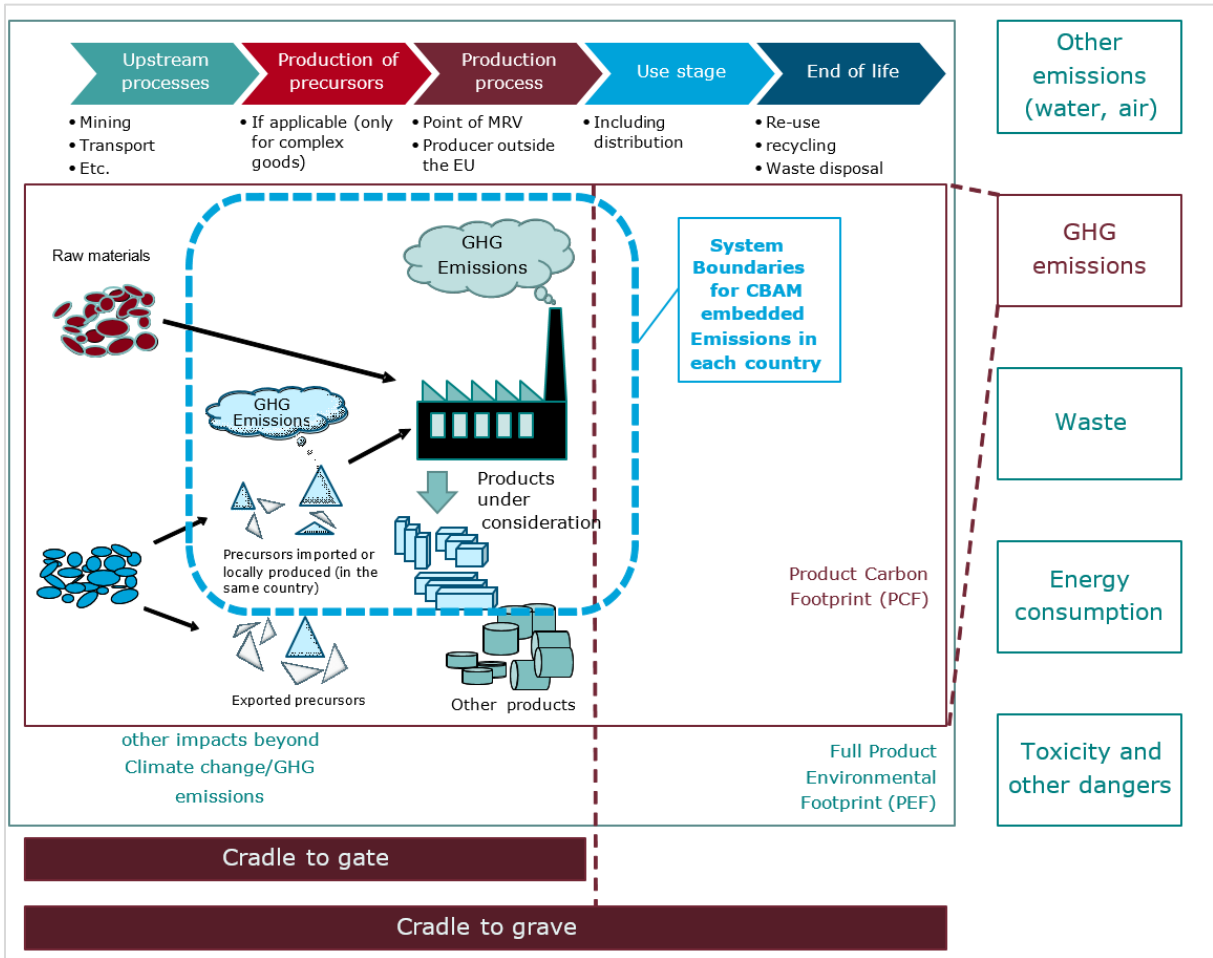 Upstream
processes
Production of
precursors
Production
process
Use stage
End of life
• Mining
• Transport
• Etc.
• If applicable (only
for complex
goods)
• Point of MRV
• Producer outside
the EU
• Including
distribution
• Re-use
recycling
• Waste disposal
Other
emissions
(water, air)
GHG
emissions
Waste
Energy
consumption
Toxicity and
other dangers
Raw materials
GHG
Emissions
System
Boundaries
for CBAM
embedded
Emissions in
each country
GHG
Emissions
Products
under
consideration
Precursors imported or
locally produced (in the
same country)
Exported precursors
Other products
Product Carbon
Footprint (PCF)
other impacts beyond
Climate change/GHG
emissions
Full Product
Environmental
Footprint (PEF)
Cradle to gate
Cradle to grave